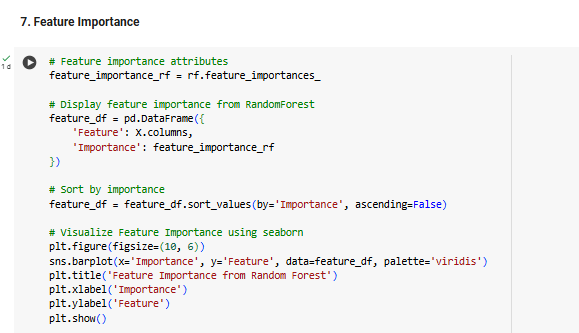 7. Feature Importance
1 d
# Feature importance attributes
feature_importance_rf = rf.feature_importances_
# Display feature importance from RandomForest
feature_df = pd.DataFrame({
    'Feature': X.columns,
    'Importance': feature_importance_rf
})
# Sort by importance
feature_df = feature_df.sort_values(by='Importance', ascending=False)
# Visualize Feature Importance using seaborn
plt.figure(figsize=(10, 6))
sns.barplot(x='Importance', y='Feature', data=feature_df, palette='viridis')
plt.title('Feature Importance from Random Forest')
plt.xlabel('Importance')
plt.ylabel('Feature')
plt.show()